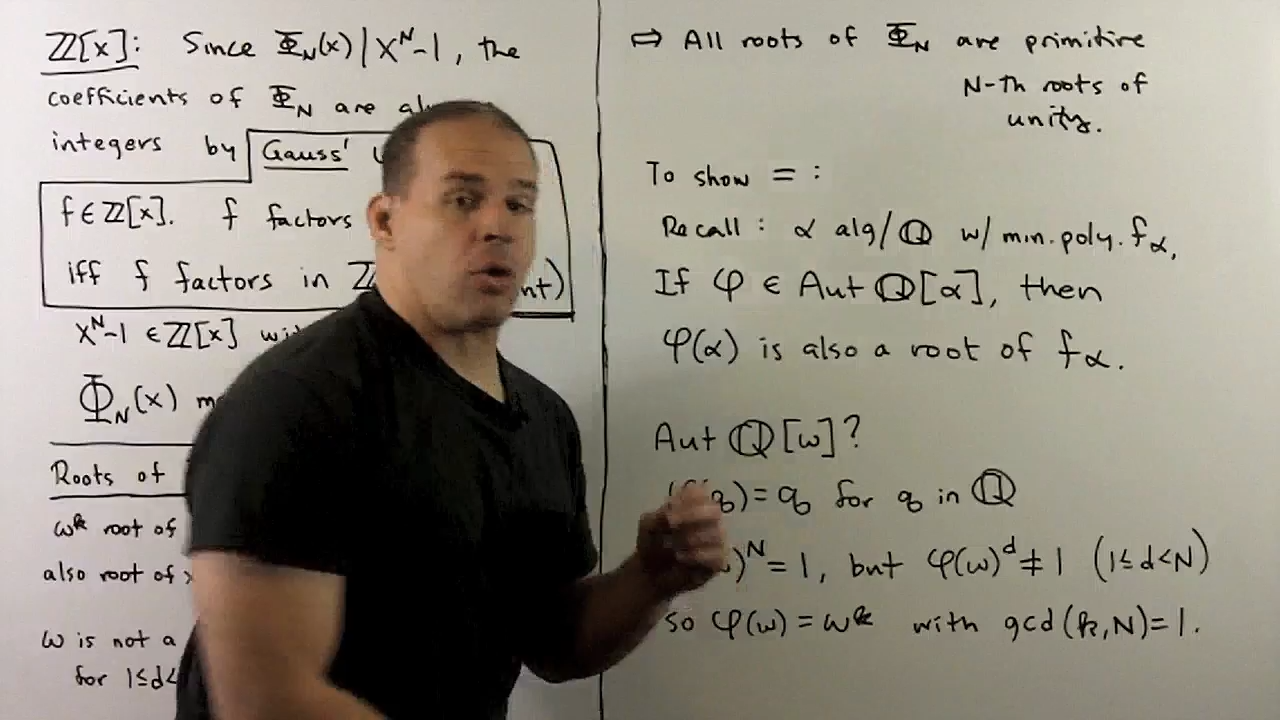 ℤ[x]: Since Φ_N(x) | X^N-1, the
coefficients of Φ_N are
integers by Gauss'
f ∈ ℤ[x]. f factors
iff f factors in
X^N-1 ∈ ℤ[x]
Φ_N(x)
Roots of
ω^k root of
also root of
ω is not a
for 1≤d<
⇒ All roots of Φ_N are primitive
N-th roots of
unity.
To show = :
Recall: α alg/ℚ w/ min. poly. f_α,
If φ ∈ Aut ℚ[α], then
φ(α) is also a root of f_α.
Aut ℚ[ω]?
= q for q in ℚ
)^N = 1, but φ(ω)^d ≠ 1 (1≤d<N)
so φ(ω) = ω^k with gcd(k,N)=1.